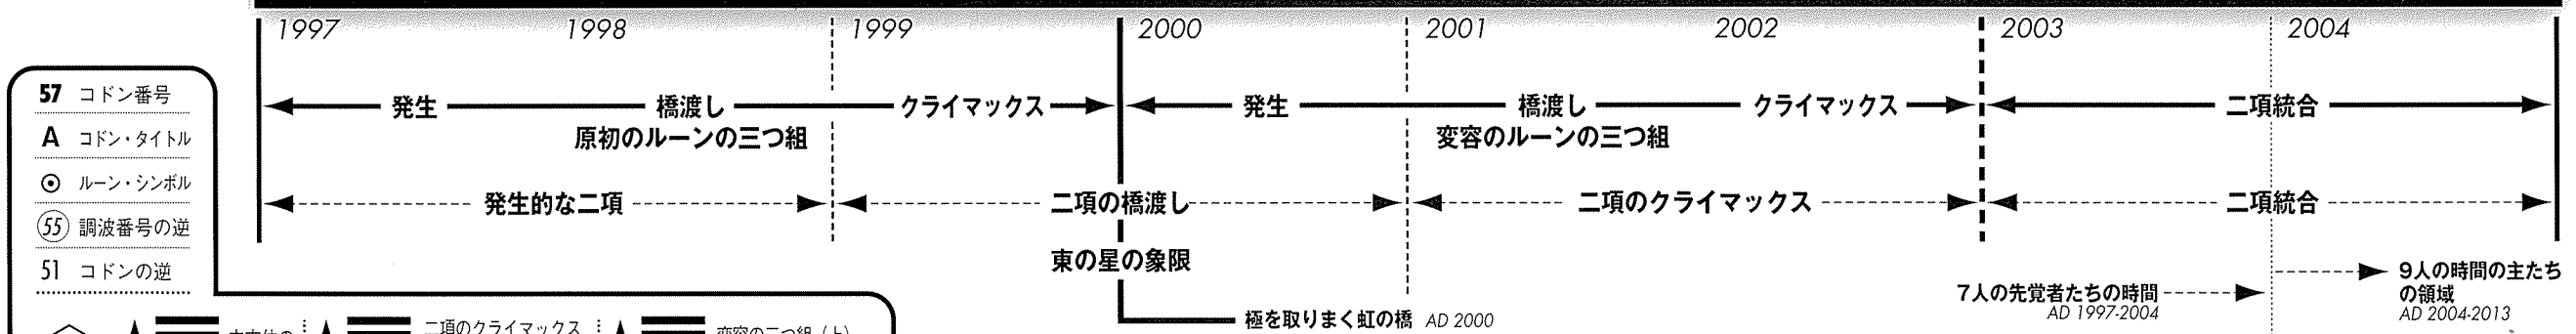 1997 1998 1999 2000 2001 2002 2003 2004
57 コドン番号
A コドン・タイトル
ルーン・シンボル
55 調波番号の逆
51 コドンの逆
発生 橋渡し クライマックス 発生 橋渡し クライマックス 二項統合
原初のルーンの三つ組 変容のルーンの三つ組
発生的な二項 二項の橋渡し 二項のクライマックス 二項統合
東の星の象限
極を取りまく虹の橋 AD 2000
7人の先覚者たちの時間
AD 1997-2004
9人の時間の主たち
の領域
AD 2004-2013
二項のクライマックス